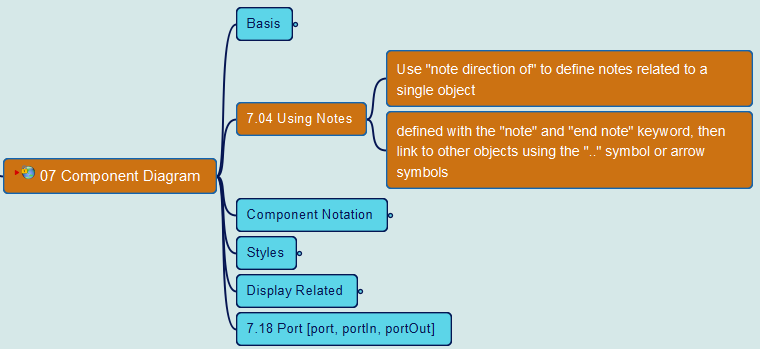 Basis
Use "note direction of" to define notes related to a
single object
7.04 Using Notes
defined with the "note" and "end note" keyword, then
link to other objects using the ".." symbol or arrow
symbols
07 Component Diagram
Component Notation
Styles
Display Related
7.18 Port [port, portIn, portOut]